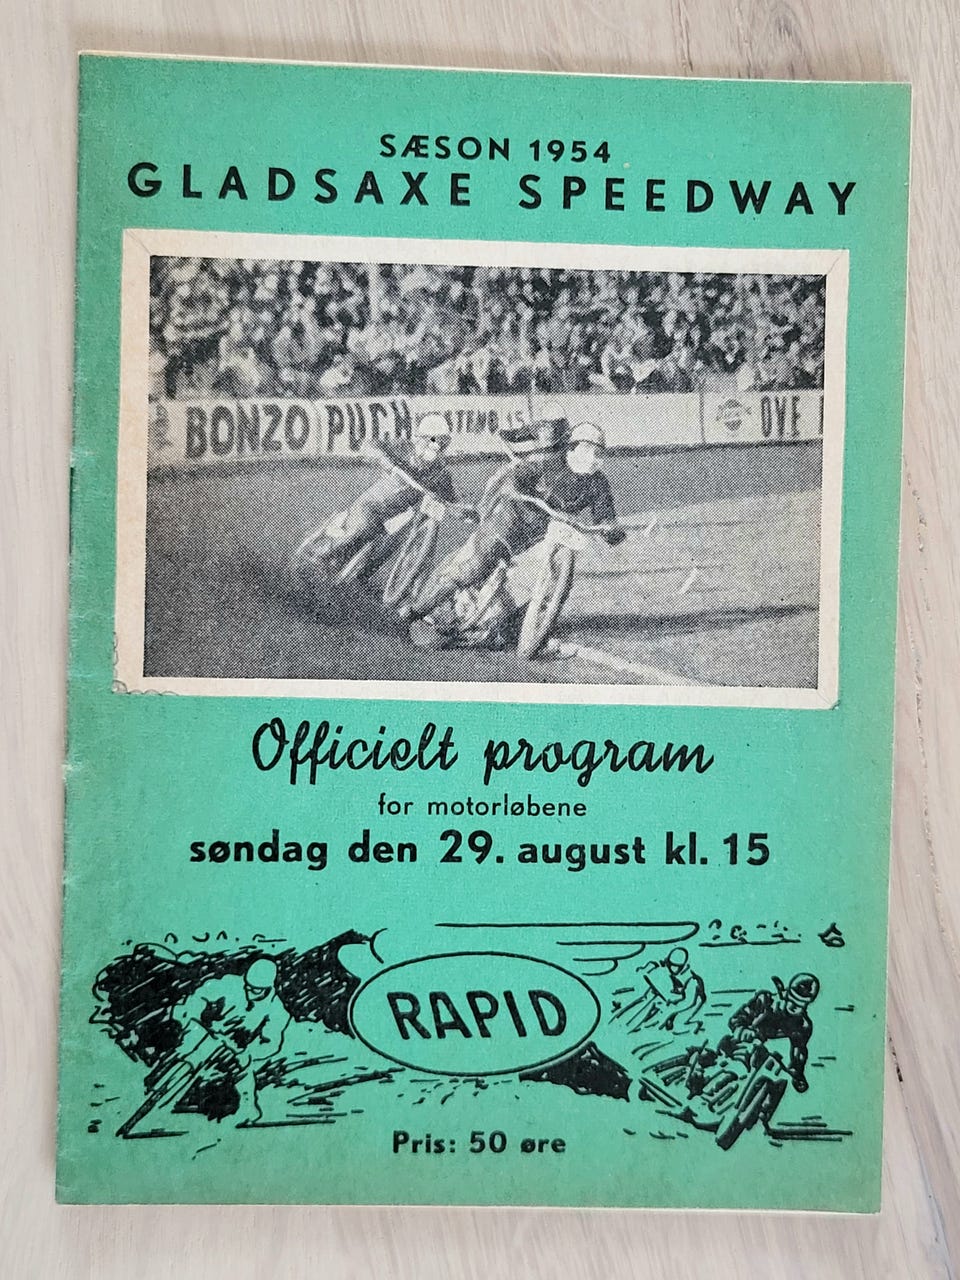 SÆSON 1954
GLADSAXE SPEEDWAY
BONZO PUCH
OVE
Officielt program
for motorløbene
søndag den 29. august kl. 15
RAPID
Pris: 50 øre